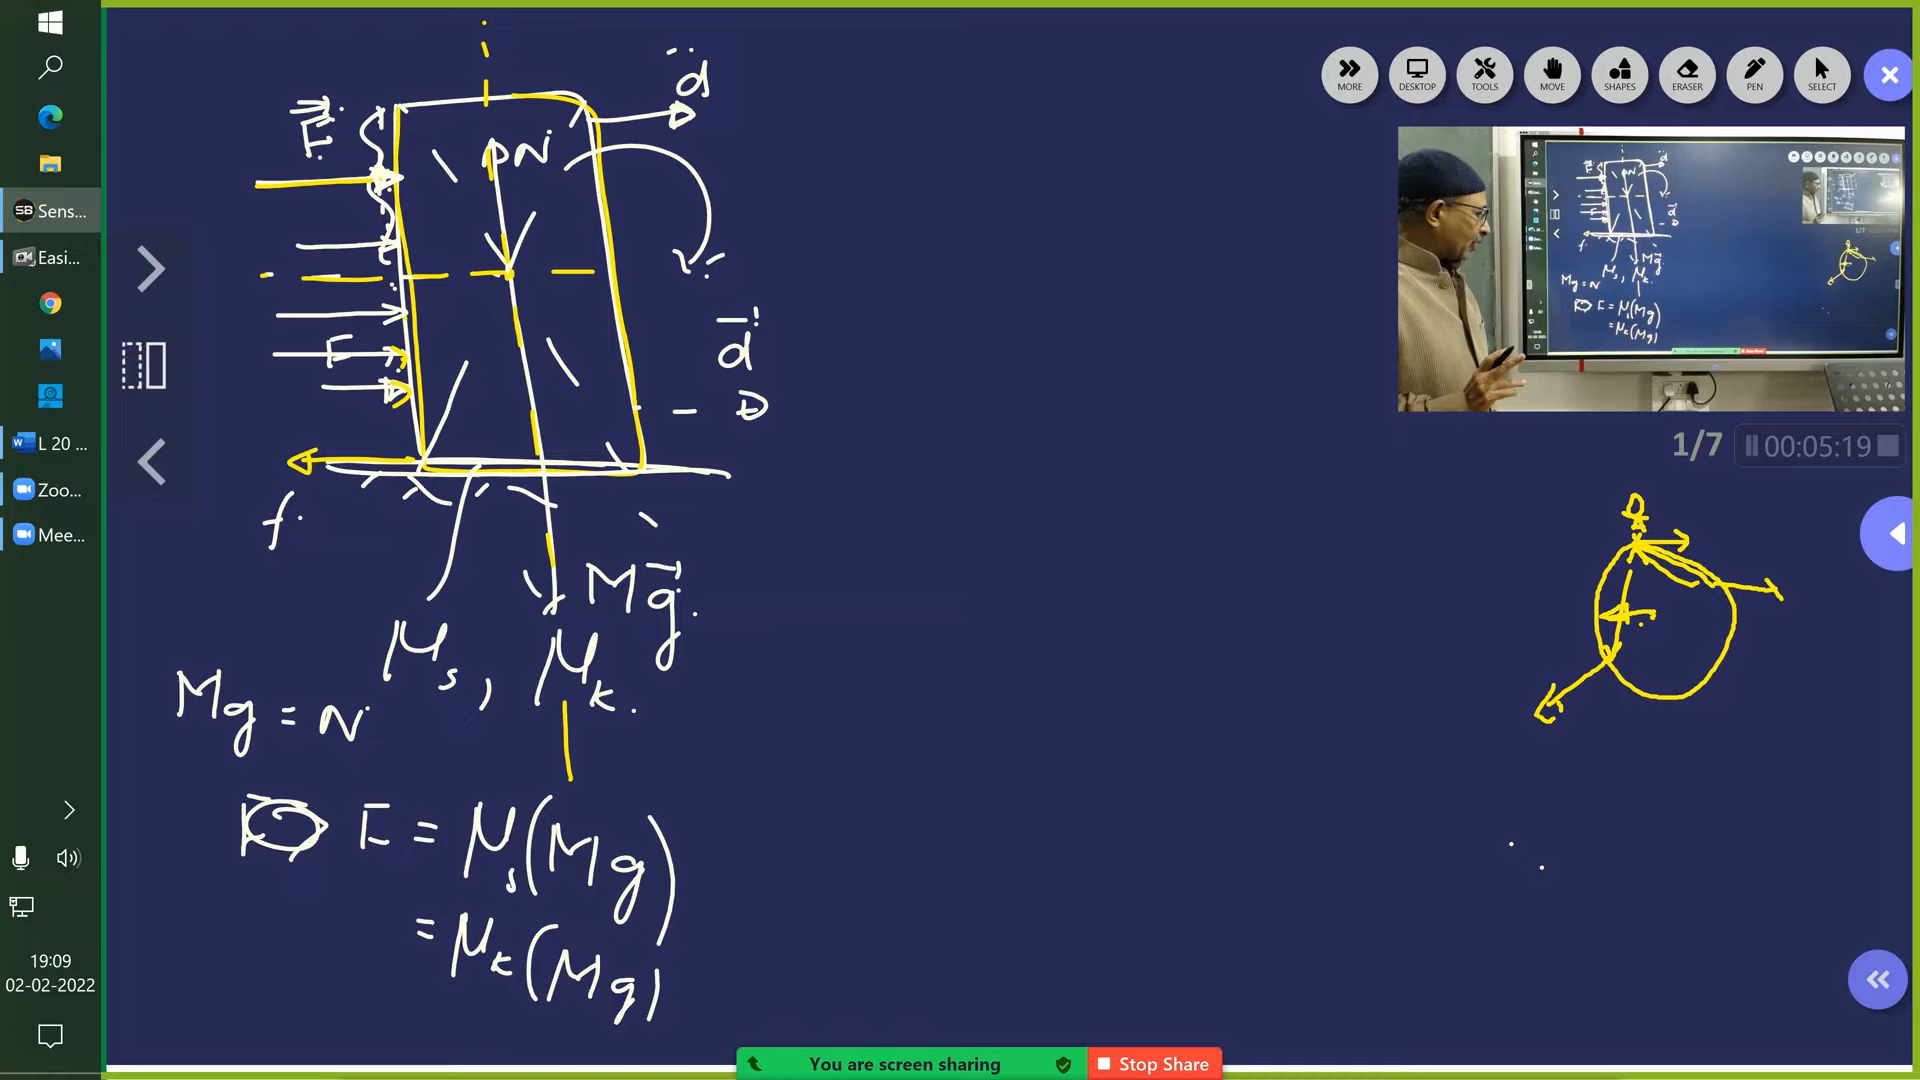 Sens...
Easi...
L 20 ...
Zoo...
Mee...
19:09
02-02-2022
MORE
DESKTOP
TOOLS
MOVE
SHAPES
ERASER
PEN
SELECT
1/7
00:05:19
F
d
N
F
d
f
Mg
μs, μk
Mg = N
F = μs(Mg)
= μk(Mg)
You are screen sharing
Stop Share